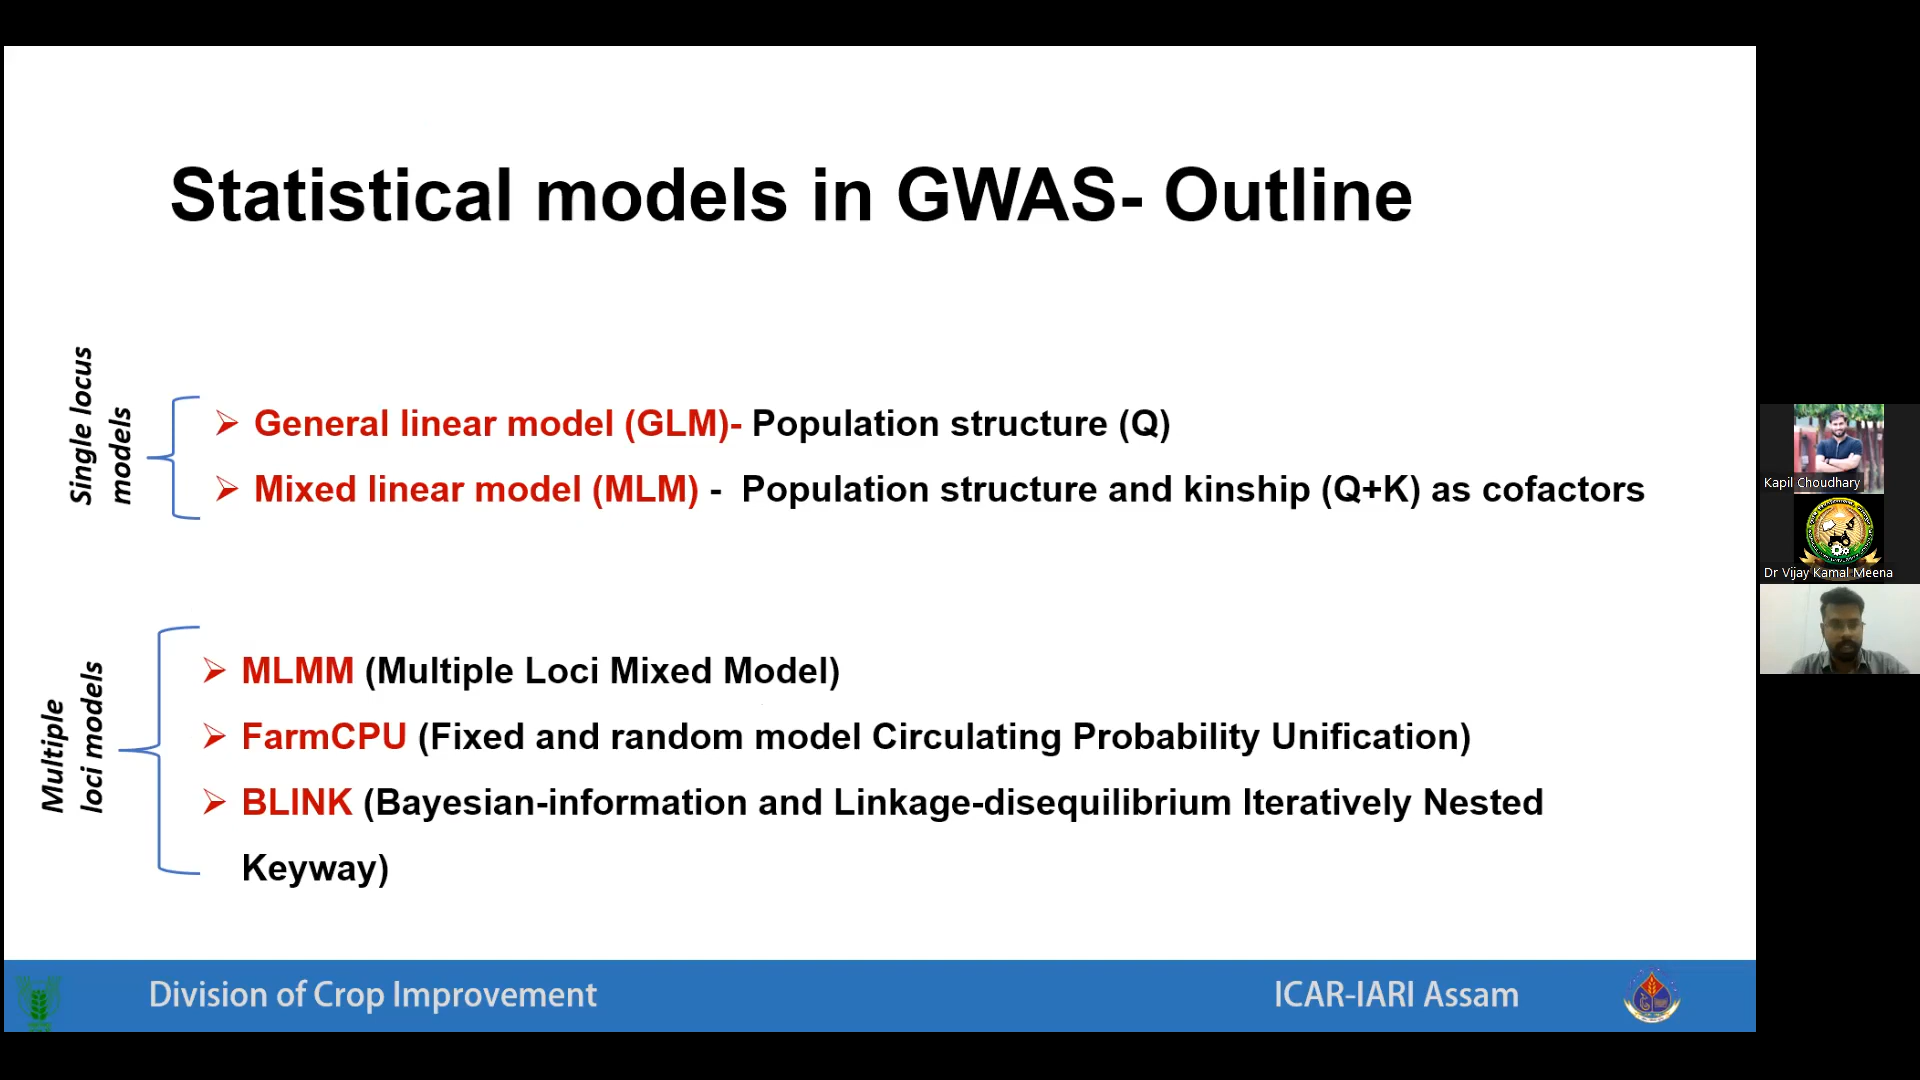 Statistical models in GWAS- Outline
Single locus
models
➢ General linear model (GLM)- Population structure (Q)
➢ Mixed linear model (MLM) - Population structure and kinship (Q+K) as cofactors
Multiple
loci models
➢ MLMM (Multiple Loci Mixed Model)
➢ FarmCPU (Fixed and random model Circulating Probability Unification)
➢ BLINK (Bayesian-information and Linkage-disequilibrium Iteratively Nested
Keyway)
Division of Crop Improvement
ICAR-IARI Assam
Kapil Choudhary
Dr Vijay Kamal Meena